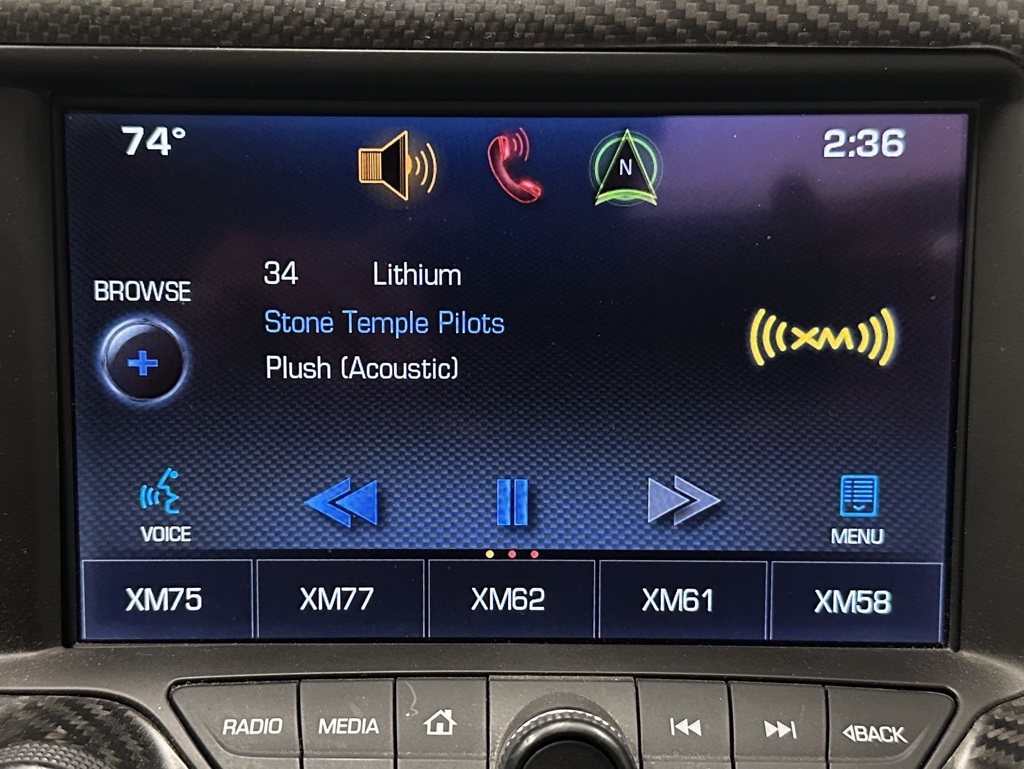 74° 2:36
N
34 Lithium
BROWSE
Stone Temple Pilots
Plush (Acoustic)
((XM))
VOICE
MENU
XM75 XM77 XM62 XM61 XM58
RADIO MEDIA BACK